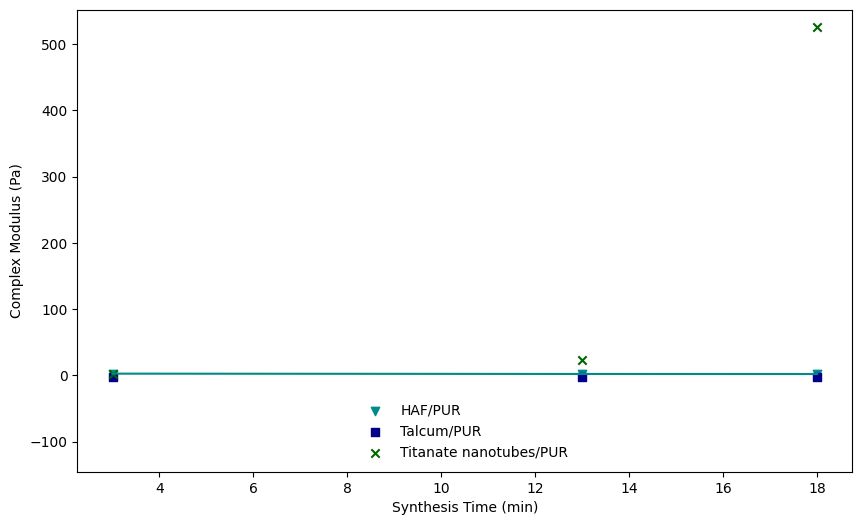 500
400
300
200
100
0
−100
Complex Modulus (Pa)
HAF/PUR
Talcum/PUR
Titanate nanotubes/PUR
4 6 8 10 12 14 16 18
Synthesis Time (min)